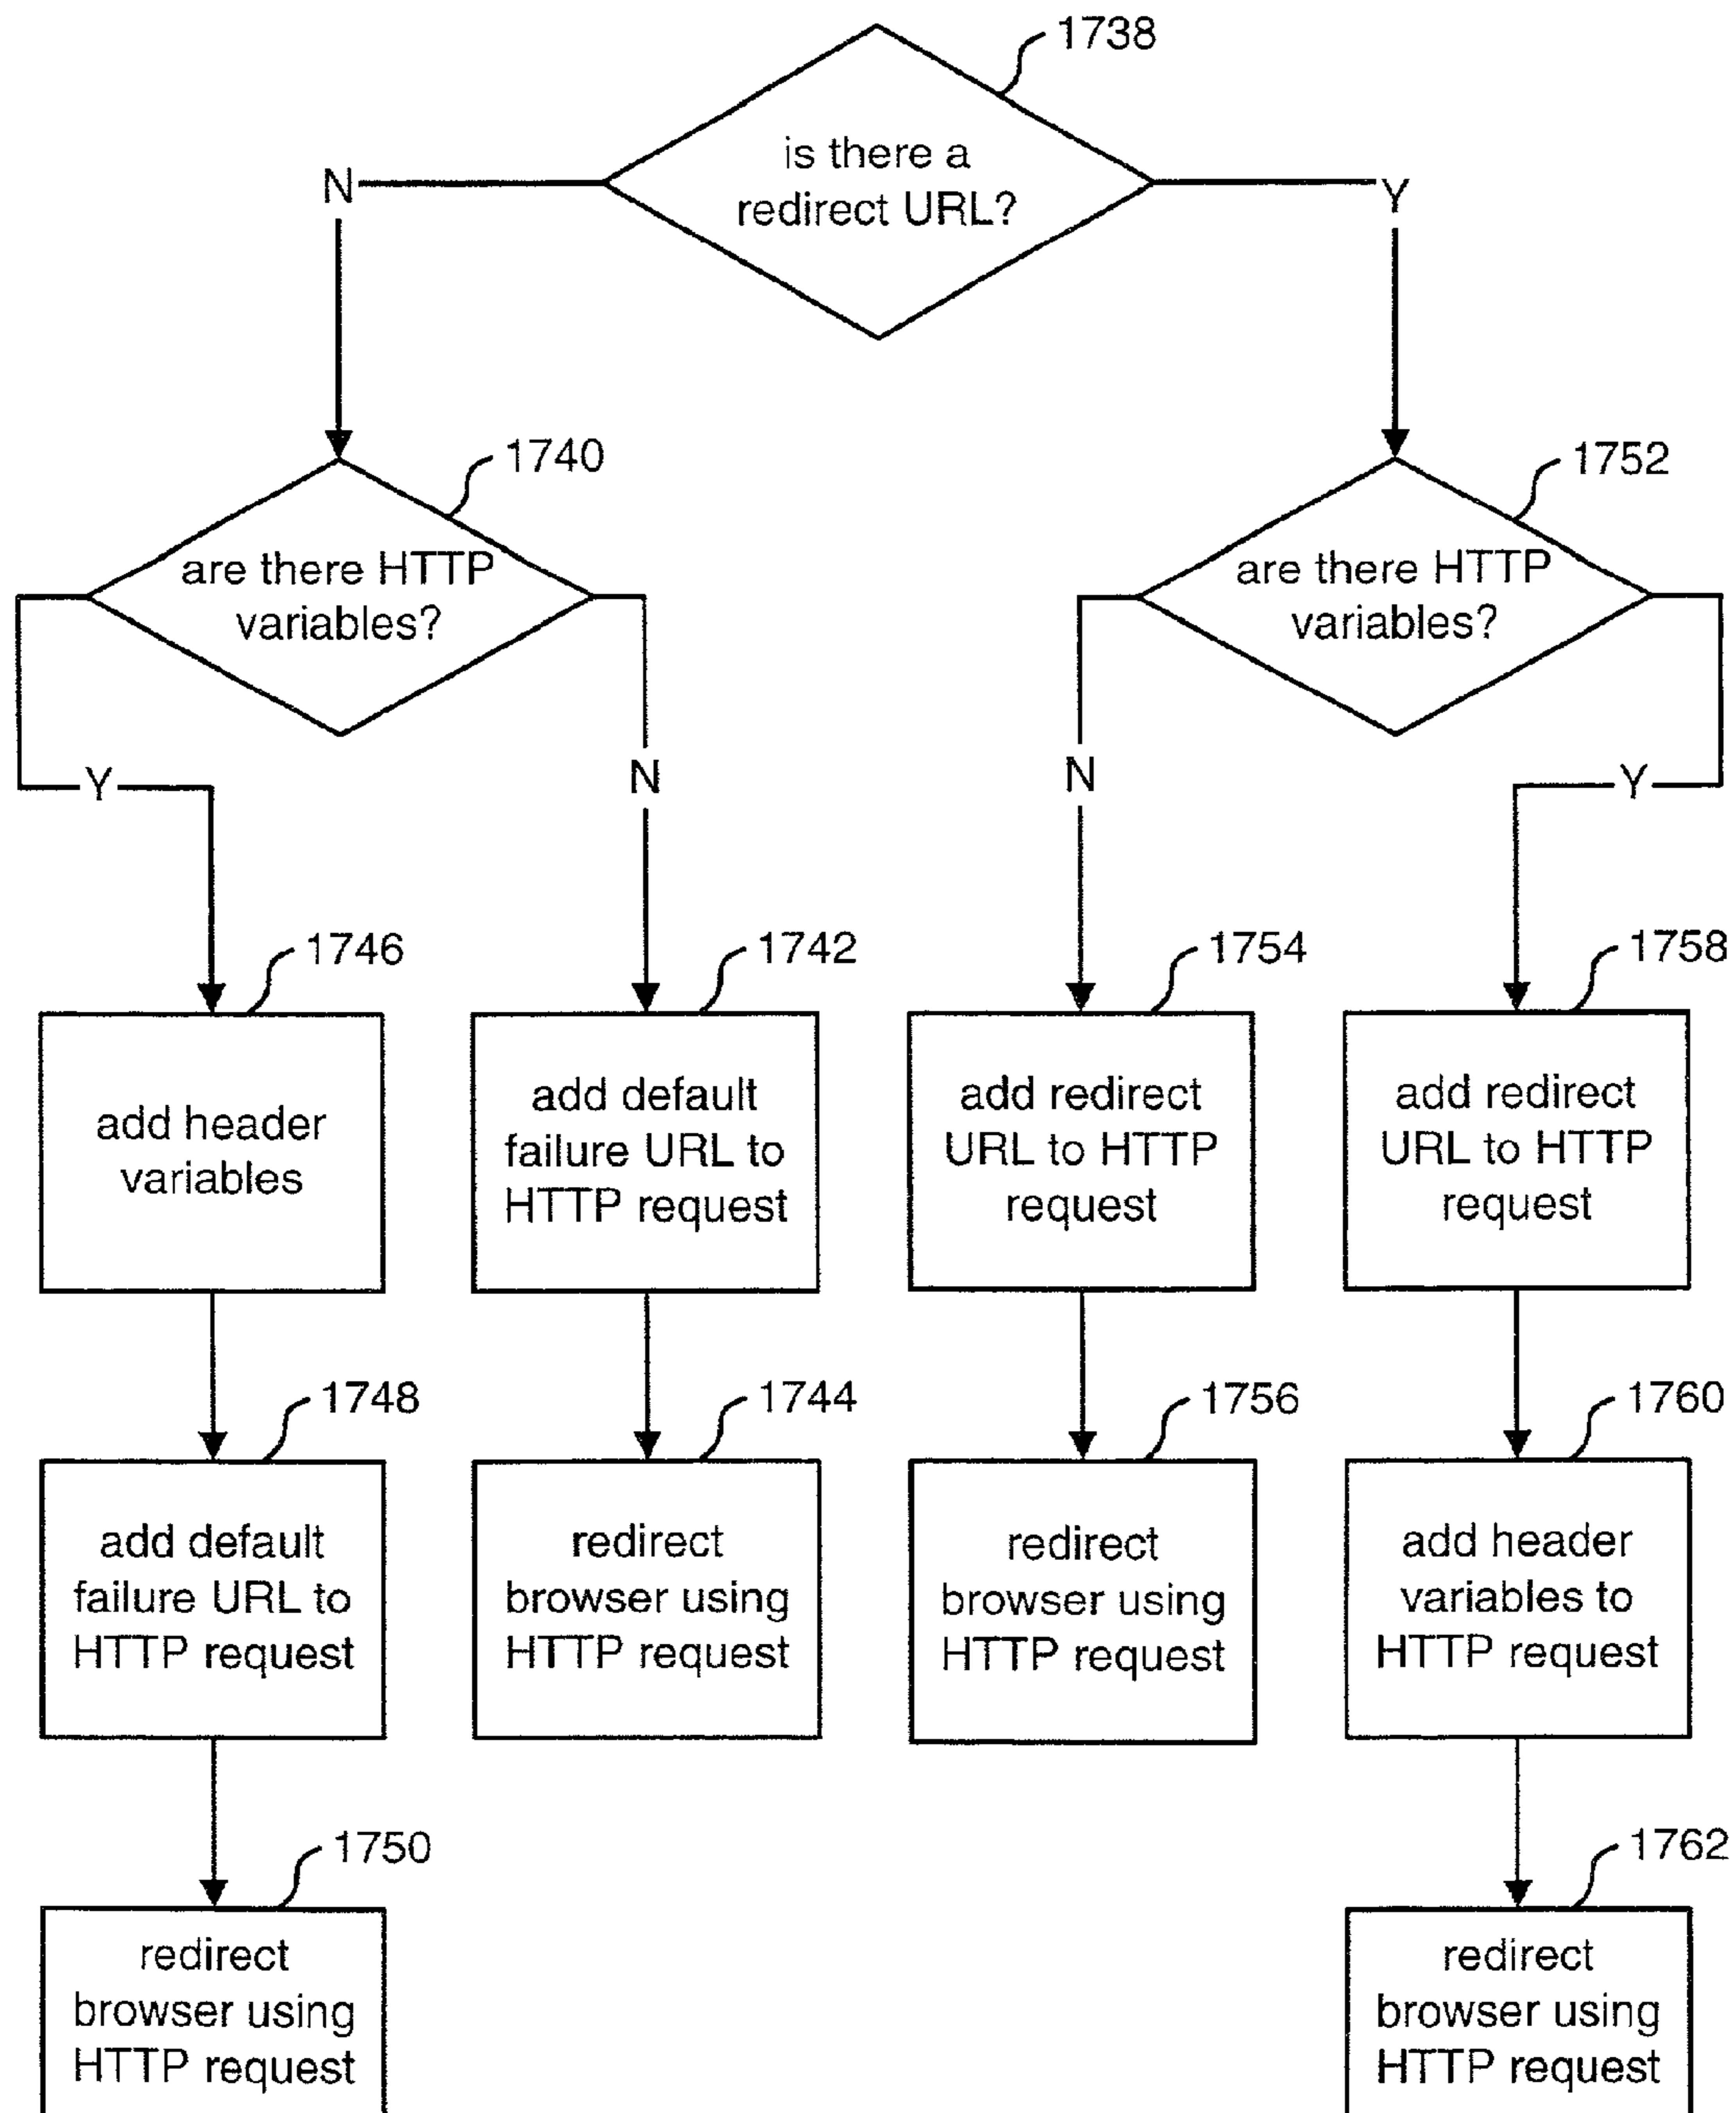 1738
is there a
redirect URL?
N
Y
1740
are there HTTP
variables?
1752
are there HTTP
variables?
Y
N
N
Y
1746
add header
variables
1742
add default
failure URL to
HTTP request
1754
add redirect
URL to HTTP
request
1758
add redirect
URL to HTTP
request
1748
add default
failure URL to
HTTP request
1744
redirect
browser using
HTTP request
1756
redirect
browser using
HTTP request
1760
add header
variables to
HTTP request
1750
redirect
browser using
HTTP request
1762
redirect
browser using
HTTP request